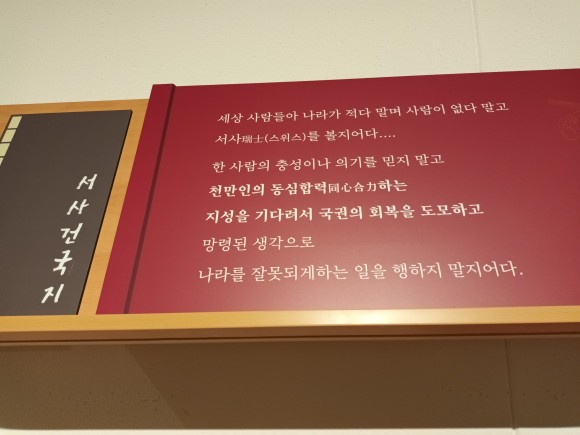 서사건국지
세상 사람들아 나라가 적다 말며 사람이 없다 말고
서사瑞士(스위스)를 볼지어다....
한 사람의 충성이나 의기를 믿지 말고
천만인의 동심합력同心合力하는
지성을 기다려서 국권의 회복을 도모하고
망령된 생각으로
나라를 잘못되게하는 일을 행하지 말지어다.